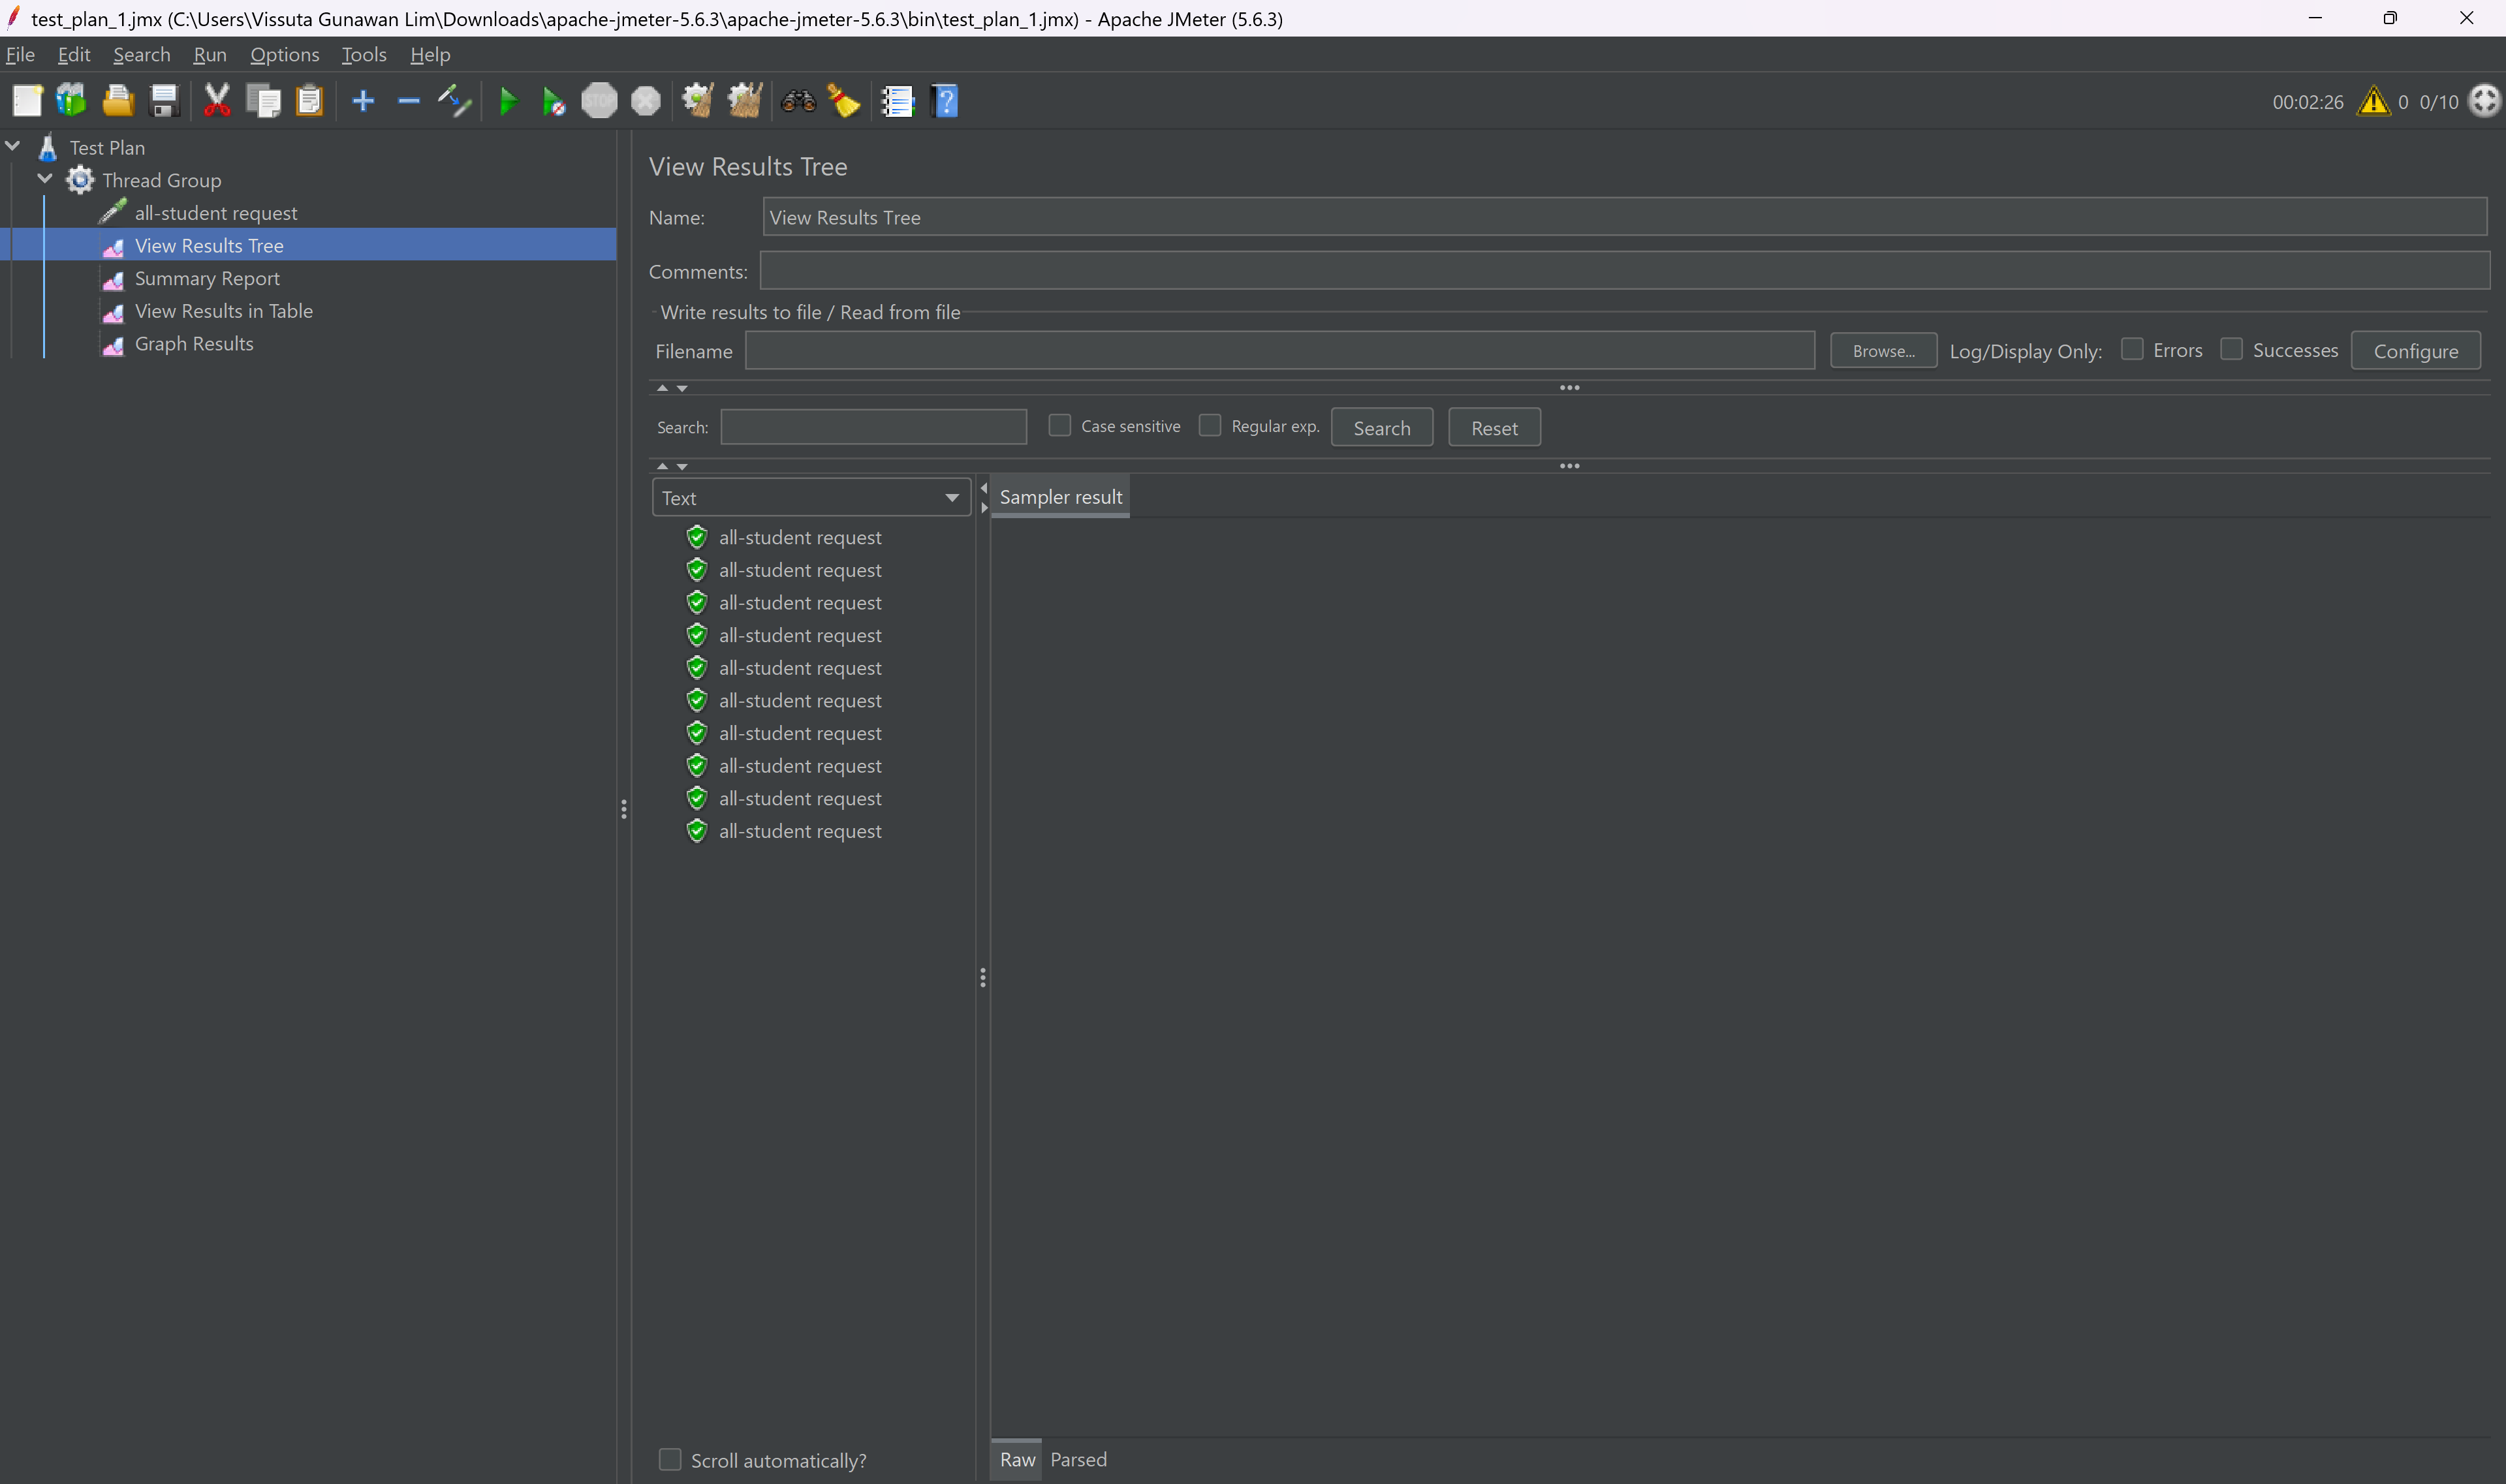 test_plan_1.jmx (C:\Users\Vissuta Gunawan Lim\Downloads\apache-jmeter-5.6.3\apache-jmeter-5.6.3\bin\test_plan_1.jmx) - Apache JMeter (5.6.3)
File Edit Search Run Options Tools Help
STOP
00:02:26 0 0/10
Test Plan
Thread Group
all-student request
View Results Tree
Summary Report
View Results in Table
Graph Results
View Results Tree
Name: View Results Tree
Comments:
Write results to file / Read from file
Filename Browse... Log/Display Only: Errors Successes Configure
Search: Case sensitive Regular exp. Search Reset
Text
Sampler result
all-student request
all-student request
all-student request
all-student request
all-student request
all-student request
all-student request
all-student request
all-student request
all-student request
Scroll automatically?
Raw Parsed